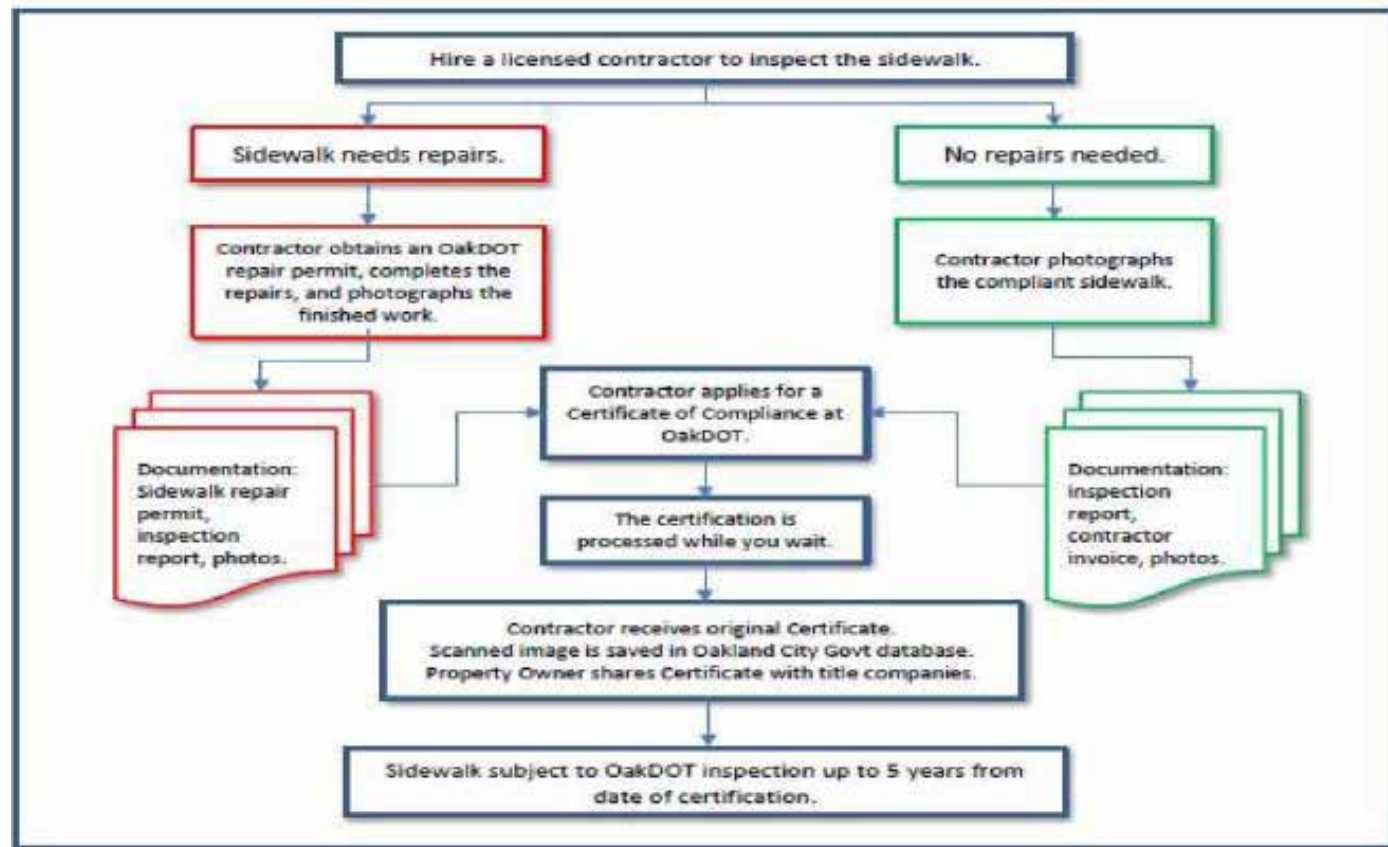 Hire a licensed contractor to inspect the sidewalk.
Sidewalk needs repairs.
No repairs needed.
Contractor obtains an OakDOT
repair permit, completes the
repairs, and photographs the
finished work.
Contractor photographs
the compliant sidewalk.
Contractor applies for a
Certificate of Compliance at
OakDOT.
Documentation:
Sidewalk repair
permit,
inspection
report, photos.
Documentation:
inspection
report,
contractor
invoice, photos.
The certification is
processed while you wait.
Contractor receives original Certificate.
Scanned image is saved in Oakland City Govt database.
Property Owner shares Certificate with title companies.
Sidewalk subject to OakDOT inspection up to 5 years from
date of certification.